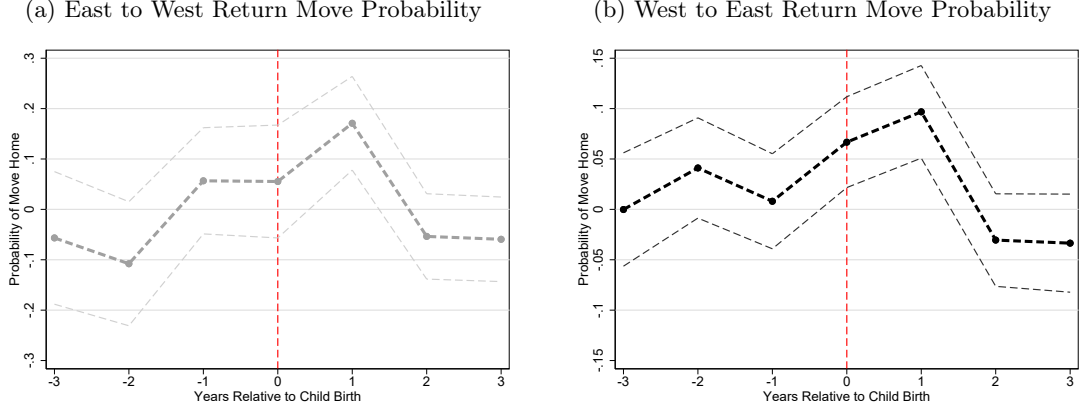 (a) East to West Return Move Probability
Probability of Move Home
.3
.2
.1
0
-.1
-.2
-.3
-3 -2 -1 0 1 2 3
Years Relative to Child Birth
(b) West to East Return Move Probability
Probability of Move Home
.15
.1
.05
0
-.05
-.1
-.15
-3 -2 -1 0 1 2 3
Years Relative to Child Birth